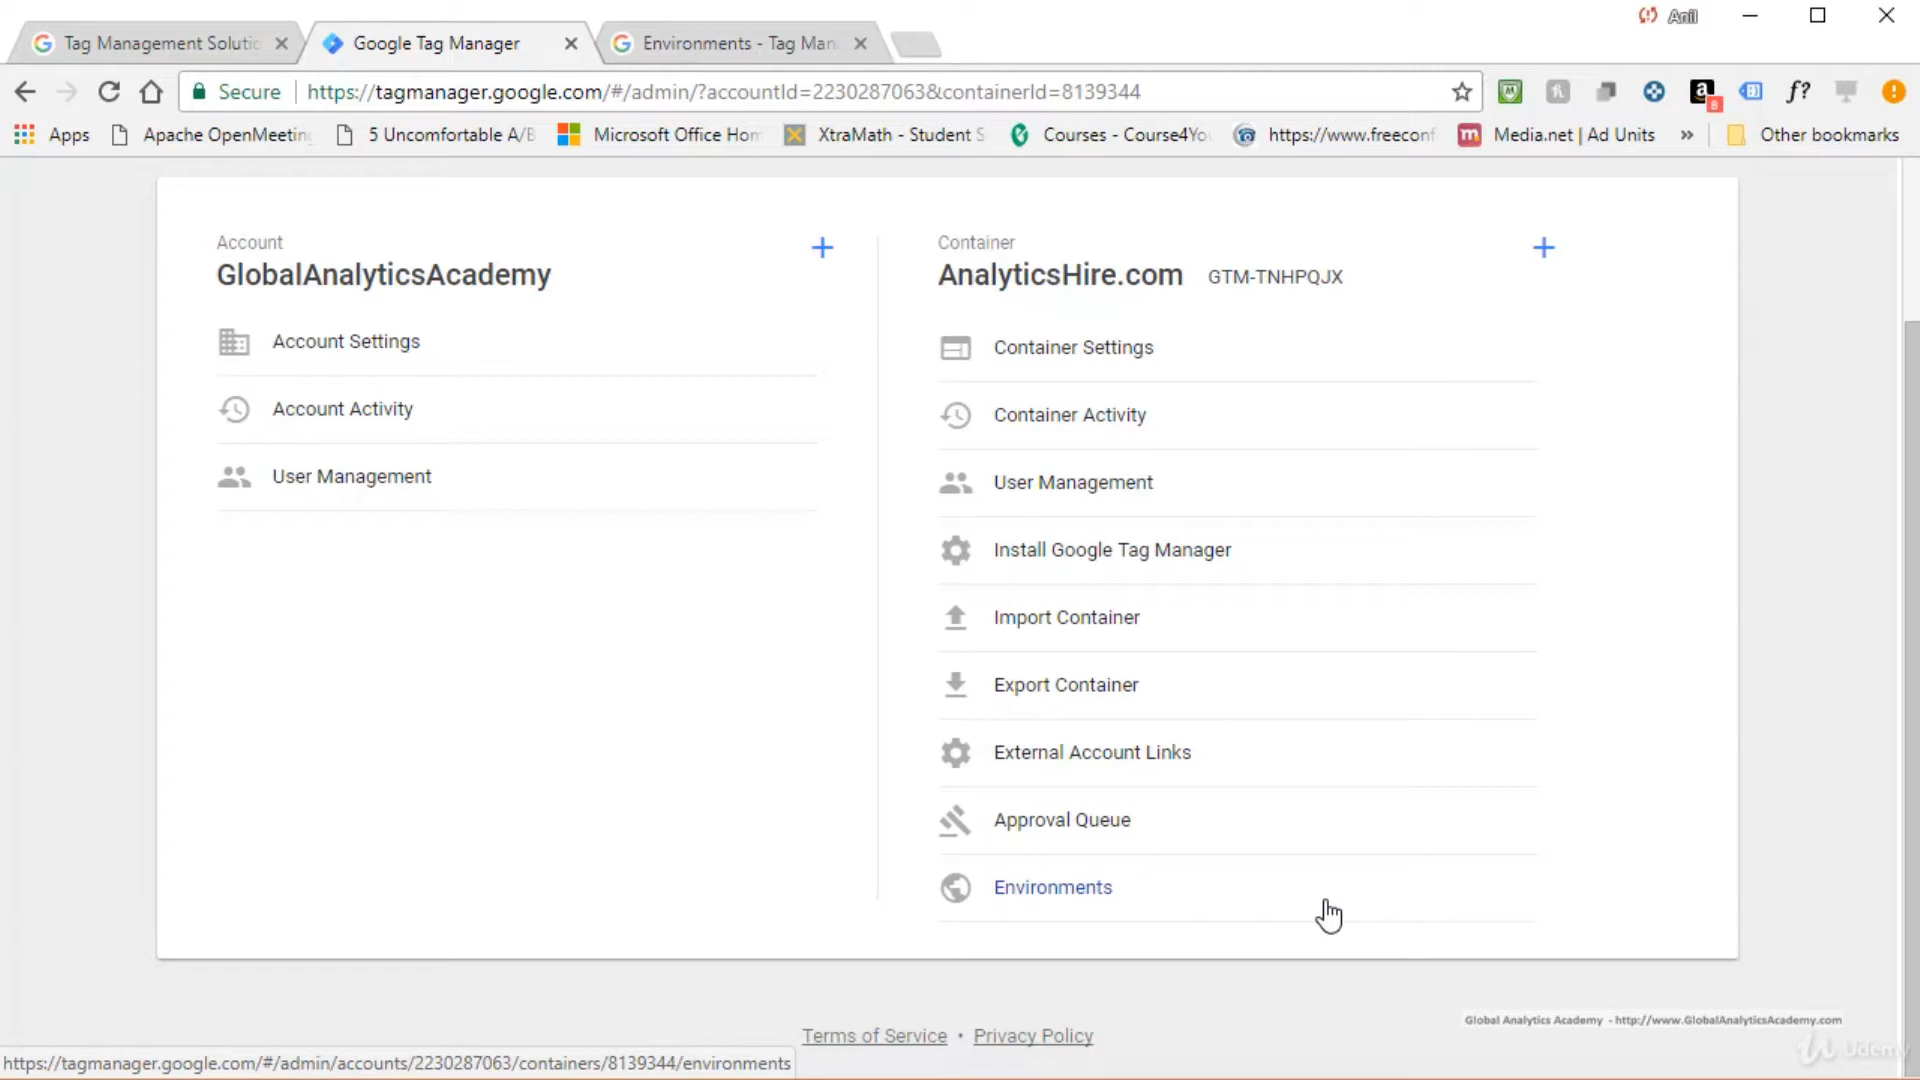 Anil
Tag Management Solutic
Google Tag Manager
Environments - Tag Man
Secure
https://tagmanager.google.com/#/admin/?accountId=2230287063&containerId=8139344
a
8
f?
Apps
Apache OpenMeeting
5 Uncomfortable A/B
Microsoft Office Hom
XtraMath - Student S
Courses - Course4Yo
https://www.freeconf
Media.net | Ad Units
»
Other bookmarks
Account
GlobalAnalyticsAcademy
Account Settings
Account Activity
User Management
Container
AnalyticsHire.com GTM-TNHPQJX
Container Settings
Container Activity
User Management
Install Google Tag Manager
Import Container
Export Container
External Account Links
Approval Queue
Environments
Global Analytics Academy - http://www.GlobalAnalyticsAcademy.com
Terms of Service • Privacy Policy
Udemy
https://tagmanager.google.com/#/admin/accounts/2230287063/containers/8139344/environments